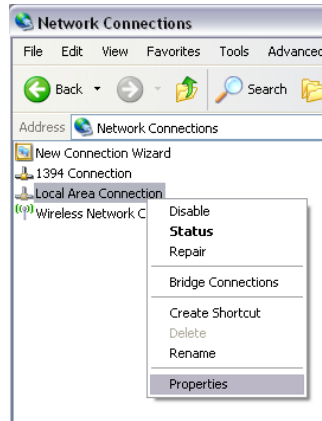 Network Connections
File Edit View Favorites Tools Advanced
Back Search
Address Network Connections
New Connection Wizard
1394 Connection
Local Area Connection
Wireless Network C
Disable
Status
Repair
Bridge Connections
Create Shortcut
Delete
Rename
Properties